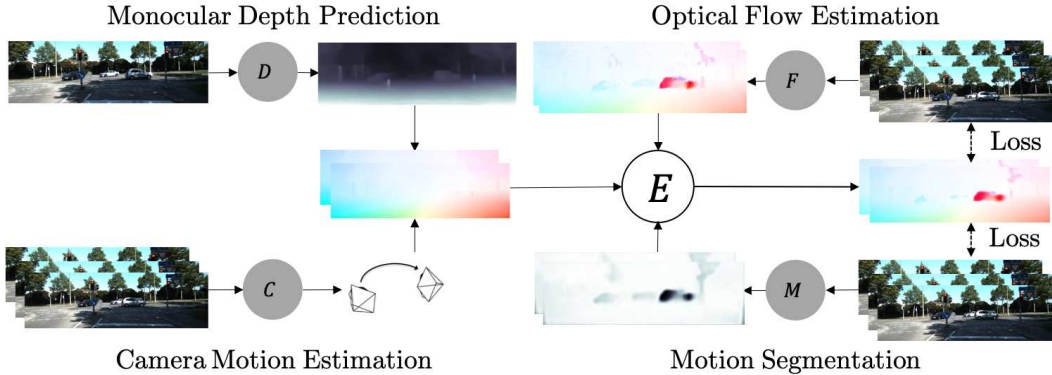 Monocular Depth Prediction
Optical Flow Estimation
D
F
Loss
E
Loss
C
M
Camera Motion Estimation
Motion Segmentation